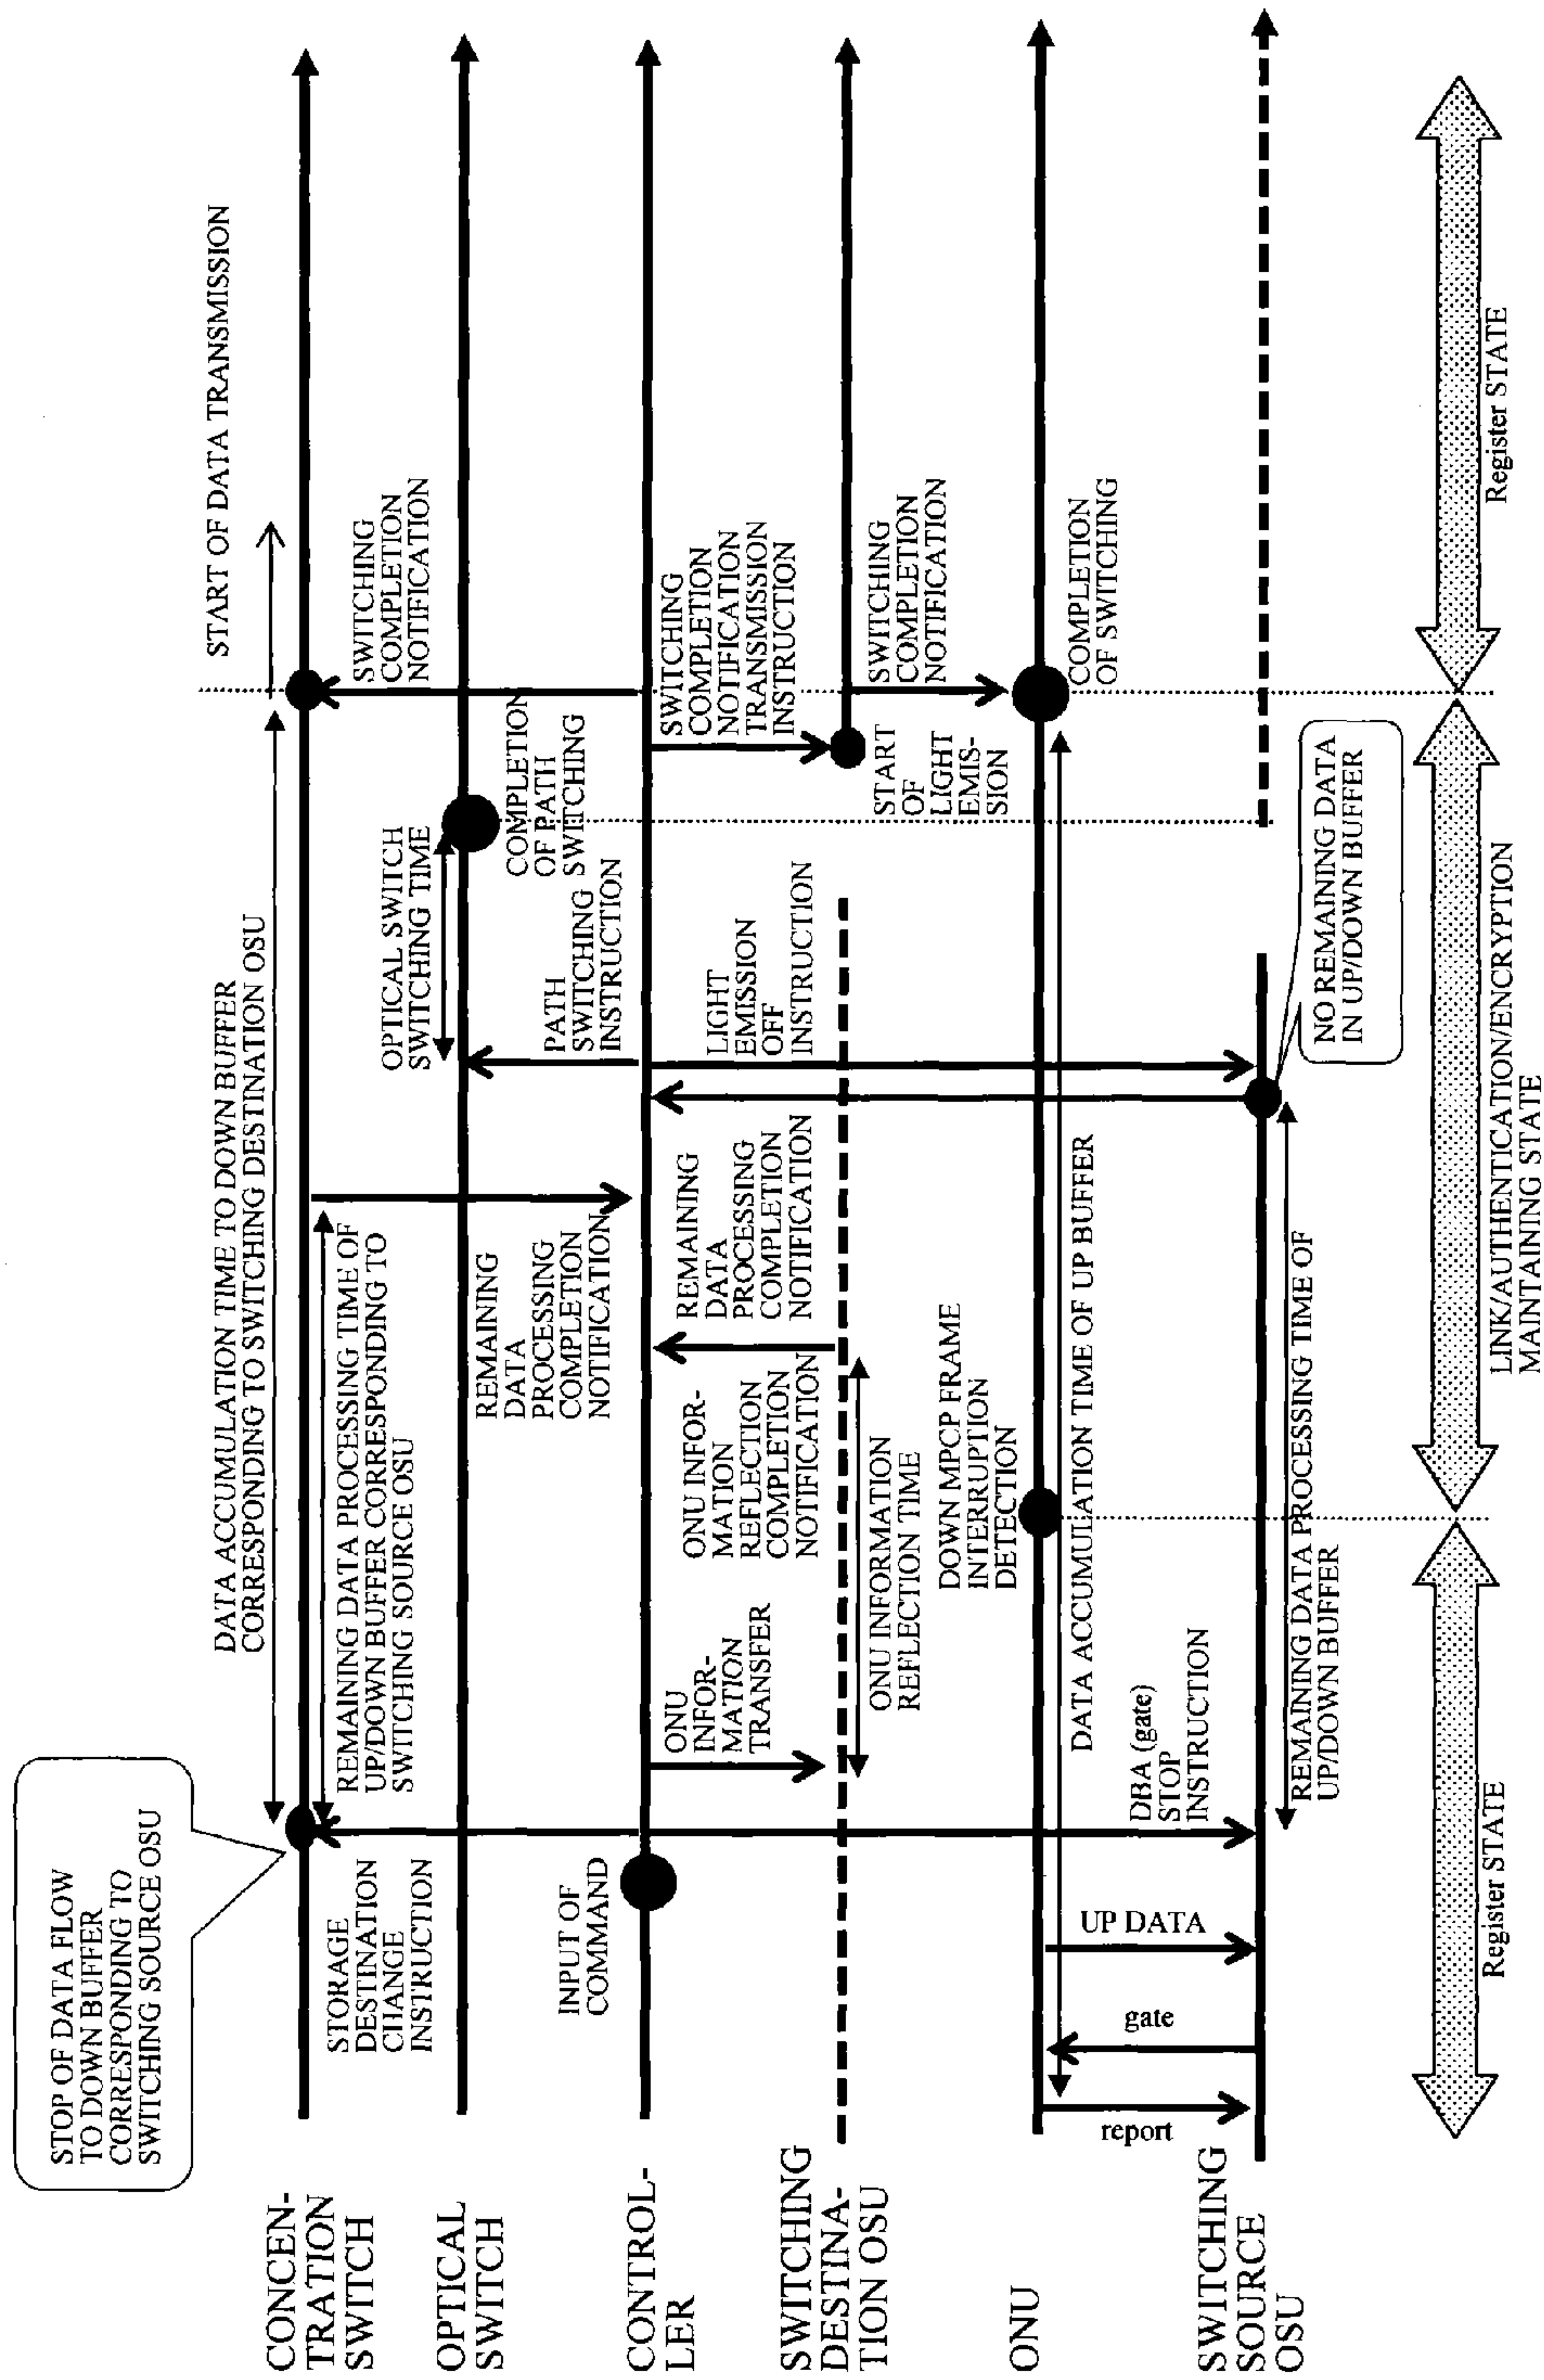 STOP OF DATA FLOW
TO DOWN BUFFER
CORRESPONDING TO
SWITCHING SOURCE OSU
DATA ACCUMULATION TIME TO DOWN BUFFER
CORRESPONDING TO SWITCHING DESTINATION OSU
START OF DATA TRANSMISSION
CONCEN-
TRATION
SWITCH
REMAINING DATA PROCESSING TIME OF
UP/DOWN BUFFER CORRESPONDING TO
SWITCHING SOURCE OSU
STORAGE
DESTINATION
CHANGE
INSTRUCTION
OPTICAL SWITCH
SWITCHING TIME
SWITCHING
COMPLETION
NOTIFICATION
OPTICAL
SWITCH
REMAINING
DATA
PROCESSING
COMPLETION
NOTIFICATION
PATH
SWITCHING
INSTRUCTION
COMPLETION
OF PATH
SWITCHING
INPUT OF
COMMAND
CONTROL-
LER
ONU
INFOR-
MATION
TRANSFER
ONU INFOR-
MATION
REFLECTION
COMPLETION
NOTIFICATION
REMAINING
DATA
PROCESSING
COMPLETION
NOTIFICATION
LIGHT
EMISSION
OFF
INSTRUCTION
SWITCHING
COMPLETION
NOTIFICATION
TRANSMISSION
INSTRUCTION
SWITCHING
DESTINA-
TION OSU
ONU INFORMATION
REFLECTION TIME
START
OF
LIGHT
EMIS-
SION
SWITCHING
COMPLETION
NOTIFICATION
DOWN MPCP FRAME
INTERRUPTION
DETECTION
ONU
DATA ACCUMULATION TIME OF UP BUFFER
COMPLETION
OF SWITCHING
report
gate
UP DATA
DBA (gate)
STOP
INSTRUCTION
SWITCHING
SOURCE
OSU
REMAINING DATA PROCESSING TIME OF
UP/DOWN BUFFER
NO REMAINING DATA
IN UP/DOWN BUFFER
Register STATE
LINK/AUTHENTICATION/ENCRYPTION
MAINTAINING STATE
Register STATE